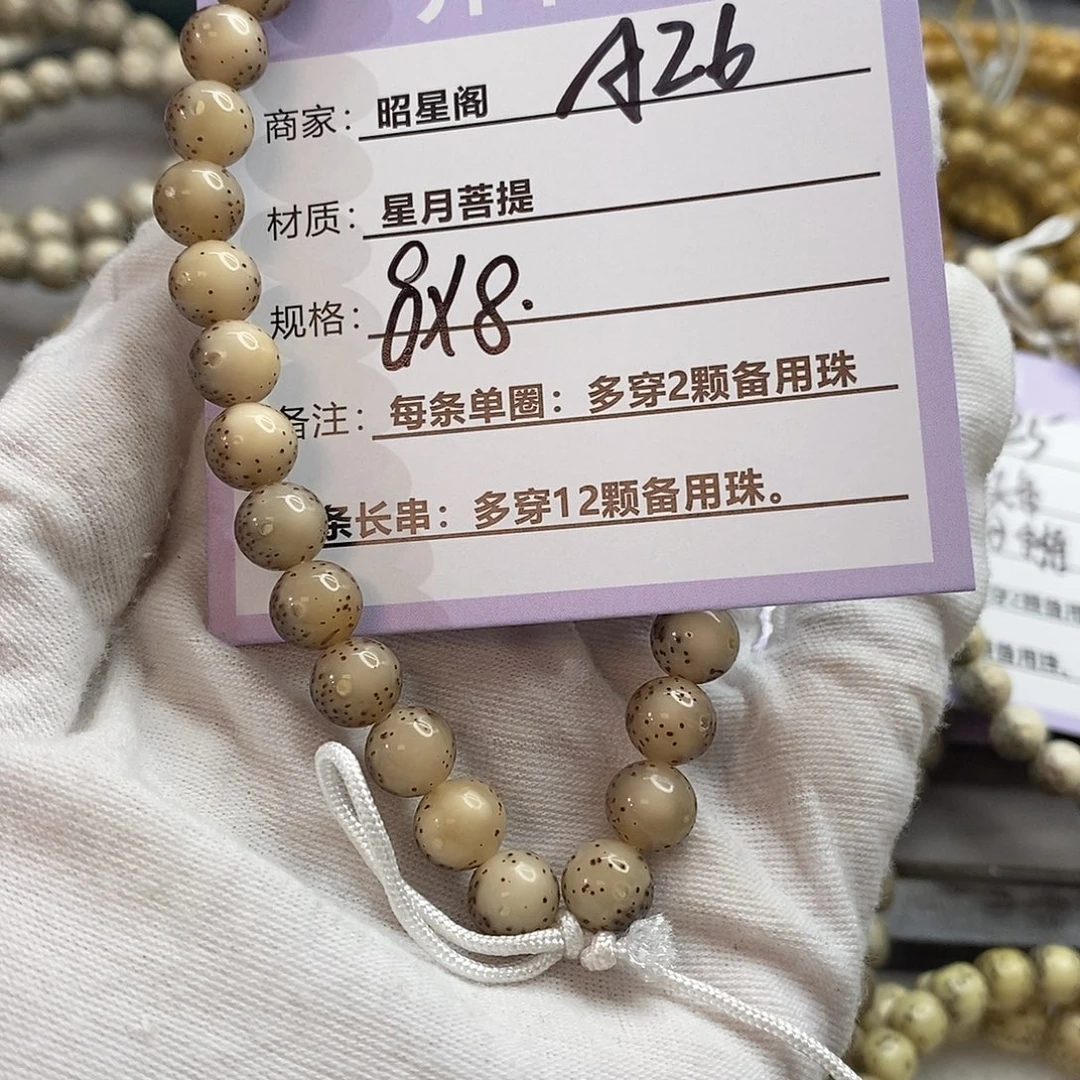 商家：昭星阁 A26
材质：星月菩提
规格：8X8.
备注：每条单圈：多穿2颗备用珠
条长串：多穿12颗备用珠。